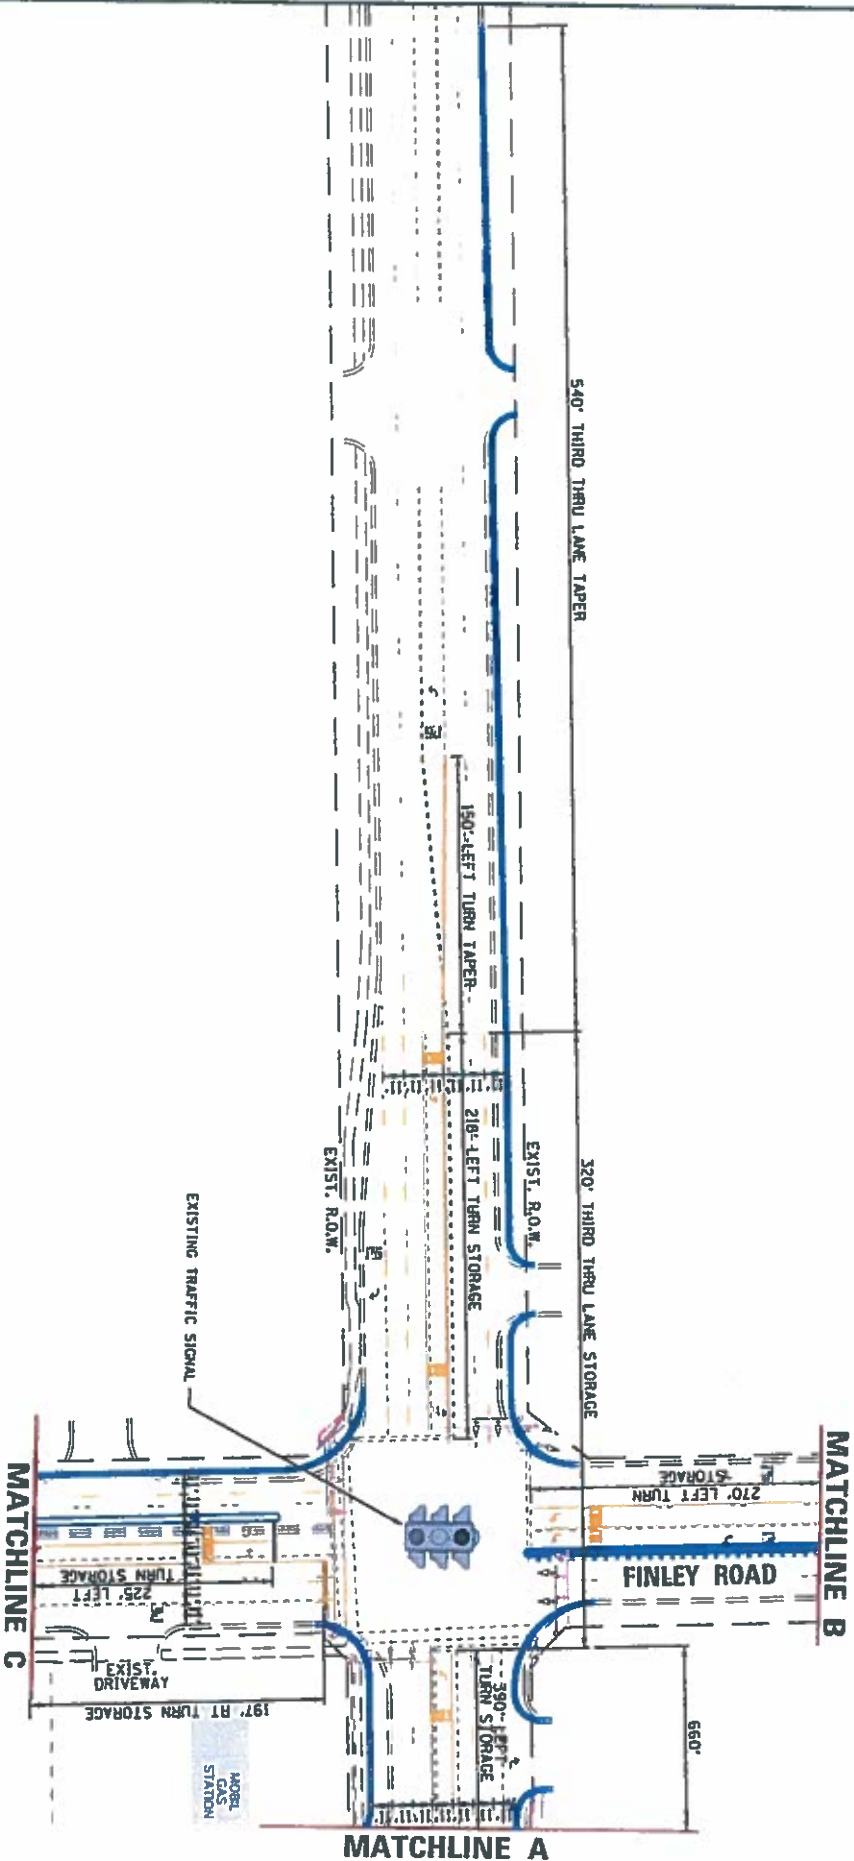 540' THIRD THRU LANE TAPER
150'-LEFT TURN TAPER
218'-LEFT TURN STORAGE
EXIST. R.O.W.
EXIST. R.O.W.
320' THIRD THRU LANE STORAGE
EXISTING TRAFFIC SIGNAL
MATCHLINE B
270' LEFT TURN
STORAGE
FINLEY ROAD
MATCHLINE C
225' LEFT
TURN STORAGE
EXIST.
DRIVEWAY
197' RT TURN STORAGE
390'-LEFT
TURN STORAGE
660'
MOBIL
GAS
STATION
MATCHLINE A